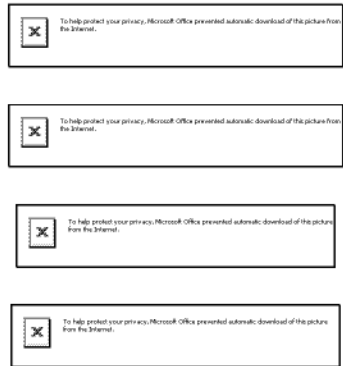 To help protect your privacy, Microsoft Office prevented automatic download of this picture from
the Internet.
To help protect your privacy, Microsoft Office prevented automatic download of this picture from
the Internet.
To help protect your privacy, Microsoft Office prevented automatic download of this picture
from the Internet.
To help protect your privacy, Microsoft Office prevented automatic download of this picture
from the Internet.